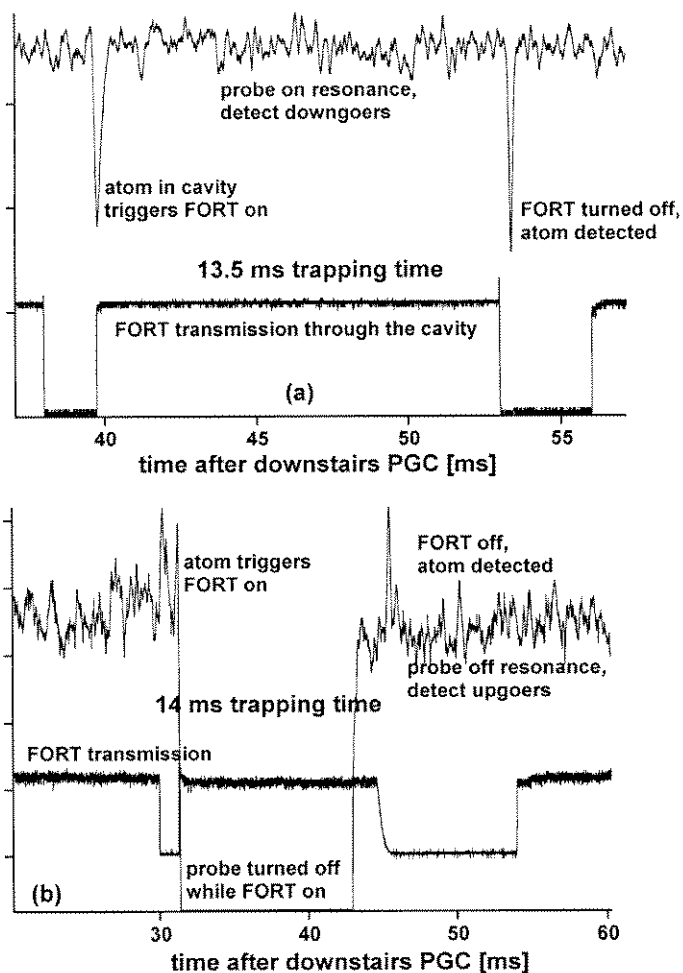 probe on resonance,
detect downgoers
atom in cavity
triggers FORT on
FORT turned off,
atom detected
13.5 ms trapping time
FORT transmission through the cavity
(a)
40 45 50 55
time after downstairs PGC [ms]
atom triggers
FORT on
FORT off,
atom detected
probe off resonance,
detect upgoers
14 ms trapping time
FORT transmission
probe turned off
while FORT on
(b)
30 40 50 60
time after downstairs PGC [ms]